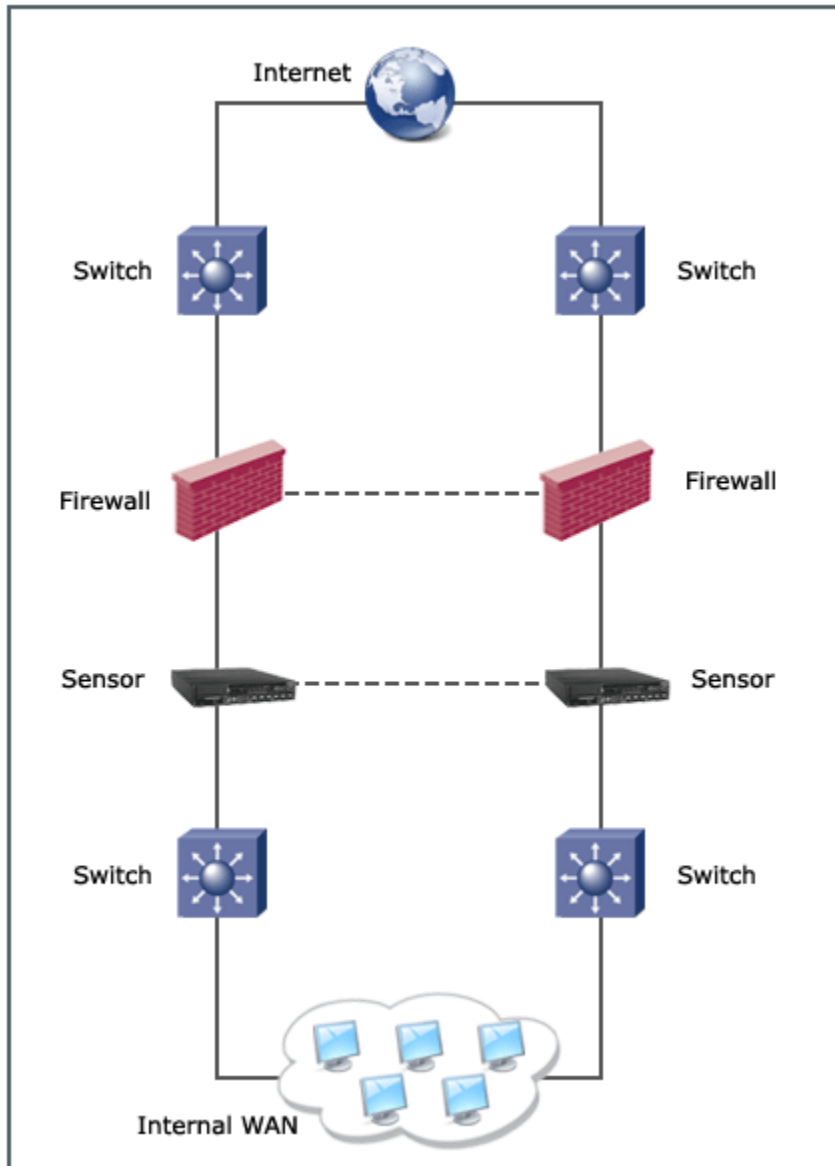 Internet
Switch
Switch
Firewall
Firewall
Sensor
Sensor
Switch
Switch
Internal WAN